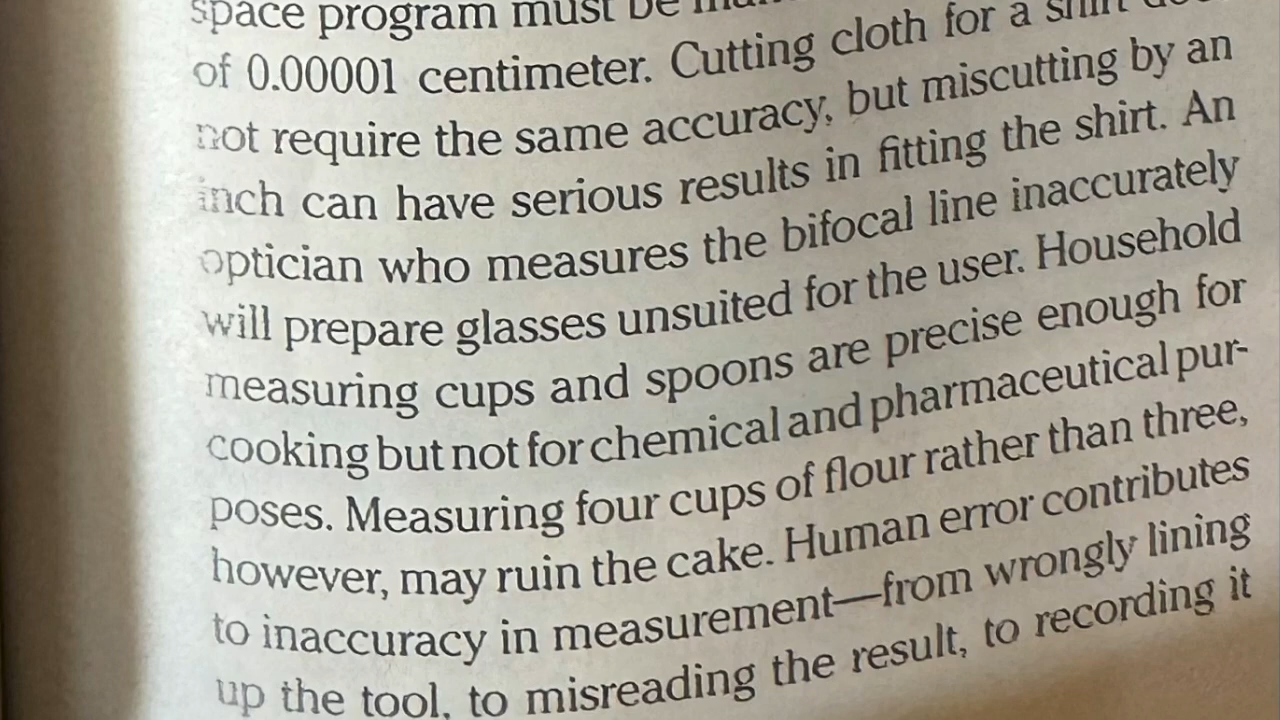 space program must be
of 0.00001 centimeter. Cutting cloth for a shirt
not require the same accuracy, but miscutting by an
inch can have serious results in fitting the shirt. An
optician who measures the bifocal line inaccurately
will prepare glasses unsuited for the user. Household
measuring cups and spoons are precise enough for
cooking but not for chemical and pharmaceutical pur-
poses. Measuring four cups of flour rather than three,
however, may ruin the cake. Human error contributes
to inaccuracy in measurement—from wrongly lining
up the tool, to misreading the result, to recording it